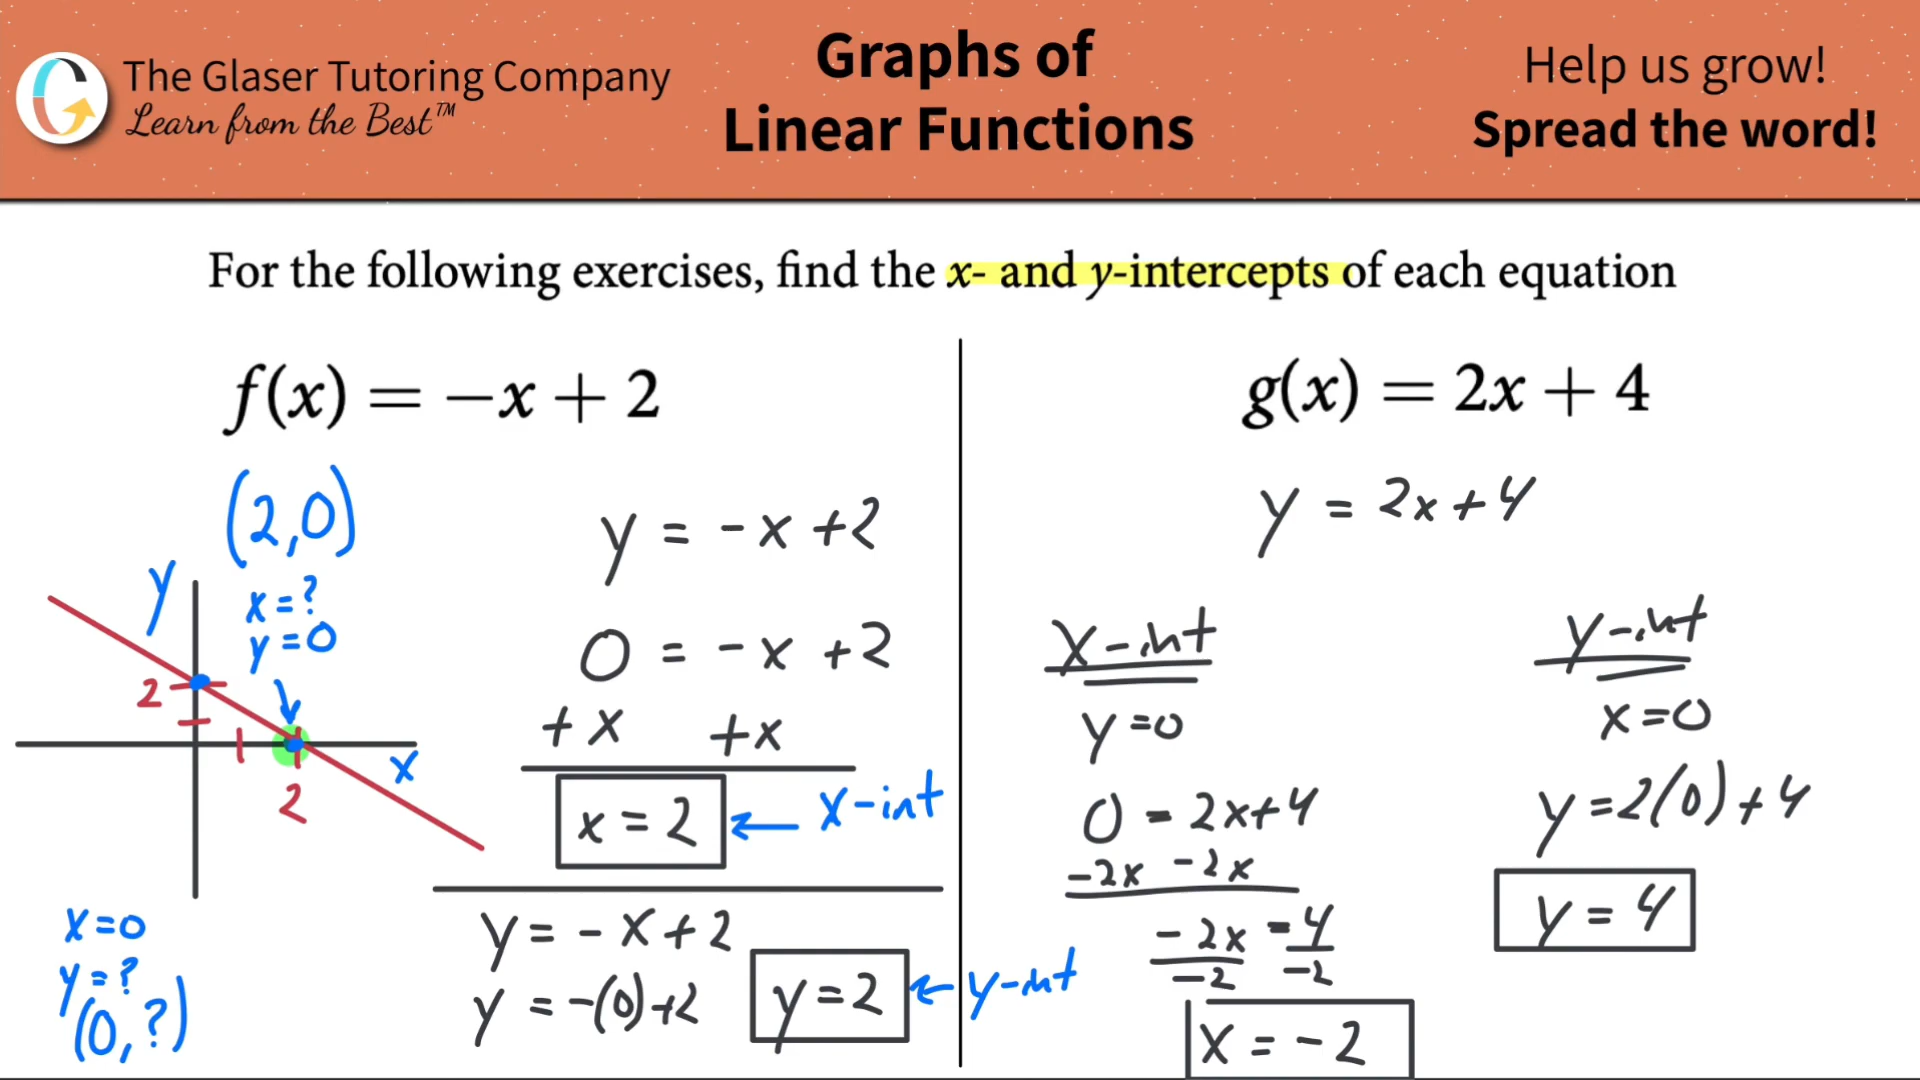 The Glaser Tutoring Company
Learn from the Best™
Graphs of
Linear Functions
Help us grow!
Spread the word!
For the following exercises, find the x- and y-intercepts of each equation
f(x) = −x + 2
(2,0)
x = ?
y = 0
y
2
1
2
x
x = 0
y = ?
(0, ?)
y = -x + 2
0 = -x + 2
+x +x
x = 2 ← x-int
y = -x + 2
y = -(0) + 2
y = 2 ← y-int
g(x) = 2x + 4
y = 2x + 4
x-int
y = 0
0 = 2x + 4
-2x -2x
-2x = 4
-2 -2
x = -2
y-int
x = 0
y = 2(0) + 4
y = 4